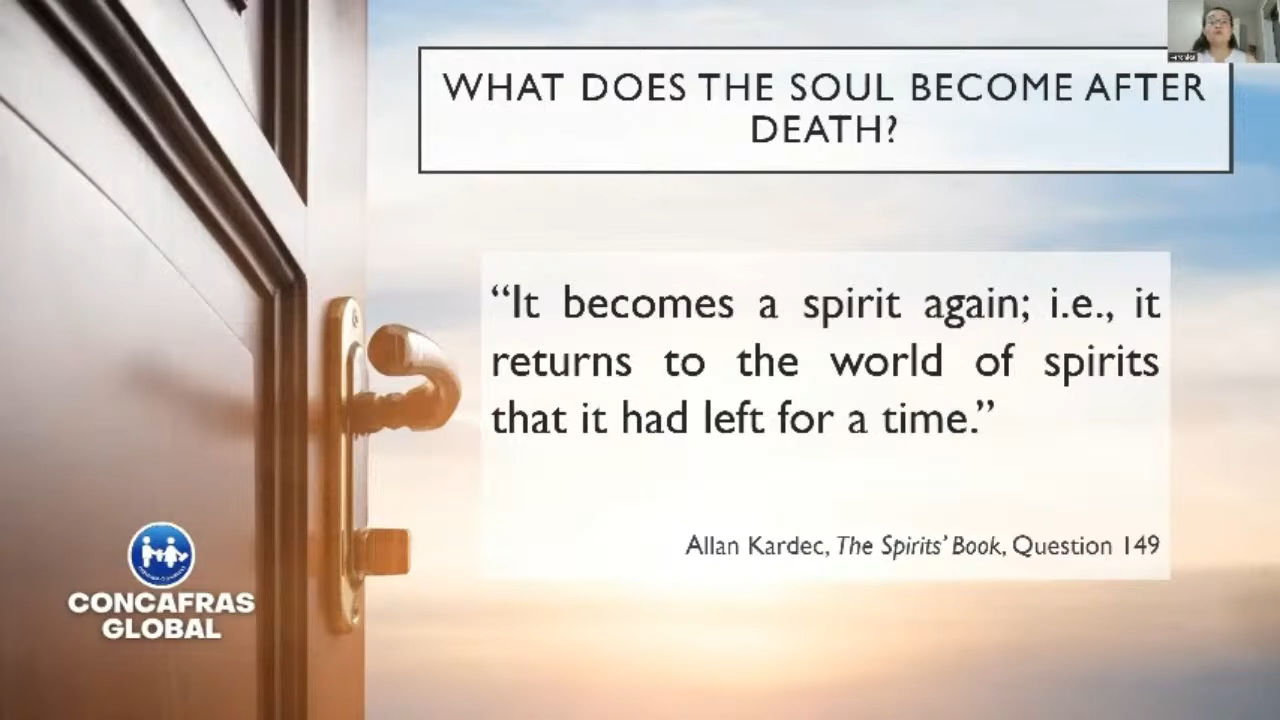 WHAT DOES THE SOUL BECOME AFTER
DEATH?
“It becomes a spirit again; i.e., it
returns to the world of spirits
that it had left for a time.”
Allan Kardec, The Spirits’ Book, Question 149
CONCAFRAS
GLOBAL